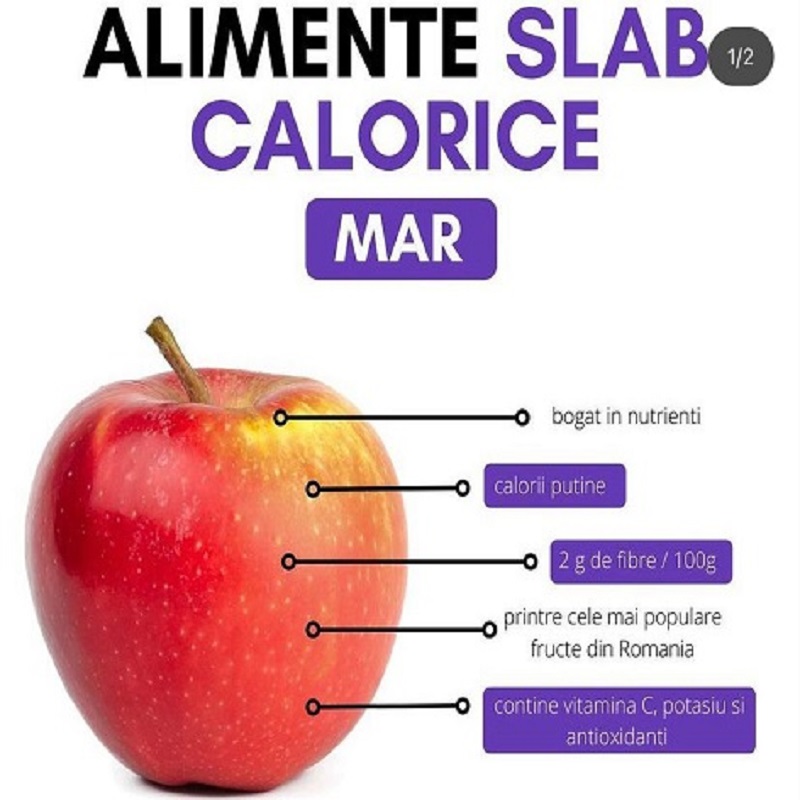 ALIMENTE SLAB
1/2
CALORICE
MAR
bogat in nutrienti
calorii putine
2 g de fibre / 100g
printre cele mai populare
fructe din Romania
contine vitamina C, potasiu si
antioxidanti